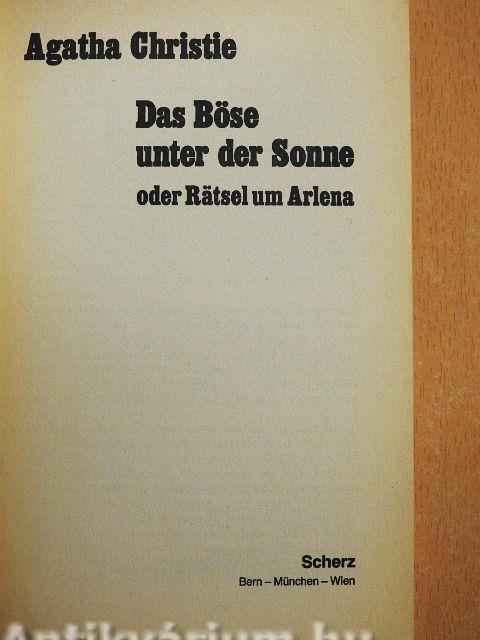 Agatha Christie
Das Böse
unter der Sonne
oder Rätsel um Arlena
Scherz
Bern – München – Wien
Antikvárium.hu